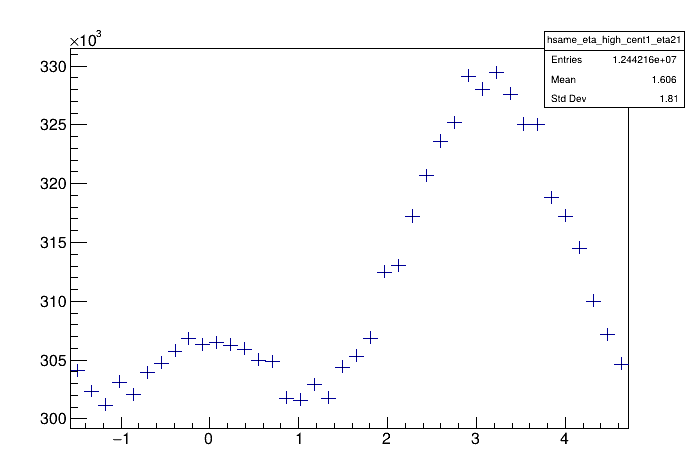 ×10³
hsame_eta_high_cent1_eta21
Entries 1.244216e+07
Mean 1.606
Std Dev 1.81
330
325
320
315
310
305
300
−1 0 1 2 3 4